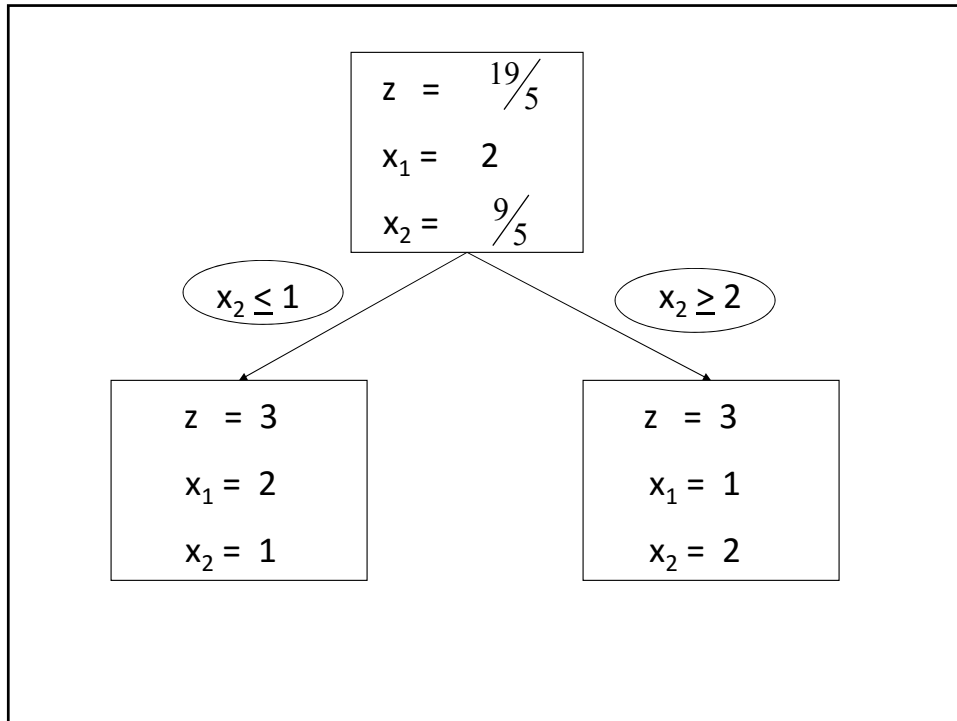 z = 19/5
x₁ = 2
x₂ = 9/5
x₂ ≤ 1
x₂ ≥ 2
z = 3
x₁ = 2
x₂ = 1
z = 3
x₁ = 1
x₂ = 2